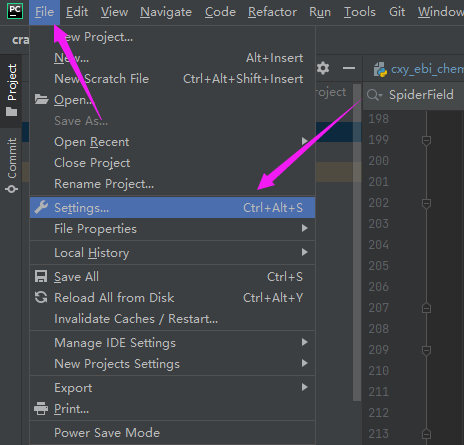 PC File Edit View Navigate Code Refactor Run Tools Git Window
cra
New Project...
New... Alt+Insert
New Scratch File Ctrl+Alt+Shift+Insert
Open...
Save As...
Open Recent
Close Project
Rename Project...
Settings... Ctrl+Alt+S
File Properties
Local History
Save All Ctrl+S
Reload All from Disk Ctrl+Alt+Y
Invalidate Caches / Restart...
Manage IDE Settings
New Projects Settings
Export
Print...
Power Save Mode
Project
Commit
oject
cxy_ebi_chem
SpiderField
198
199
200
201
202
203
204
205
206
207
208
209
210
211
212
213